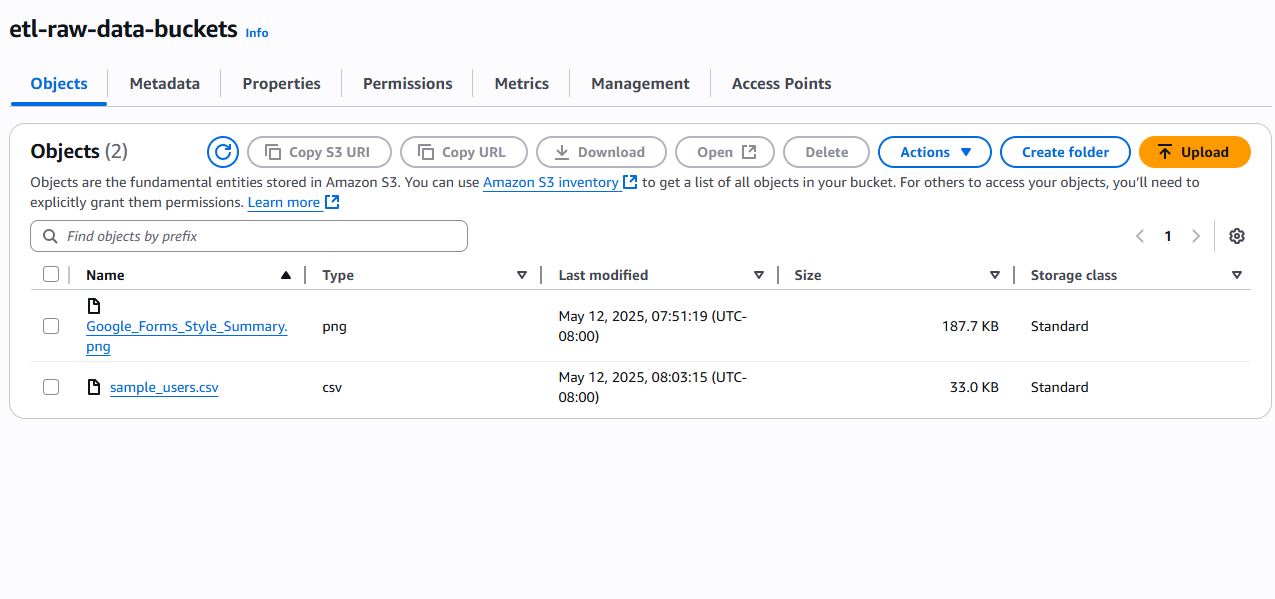 etl-raw-data-buckets Info
Objects Metadata Properties Permissions Metrics Management Access Points
Objects (2) Copy S3 URI Copy URL Download Open Delete Actions Create folder Upload
Objects are the fundamental entities stored in Amazon S3. You can use Amazon S3 inventory to get a list of all objects in your bucket. For others to access your objects, you’ll need to
explicitly grant them permissions. Learn more
Find objects by prefix 1
Name Type Last modified Size Storage class
Google_Forms_Style_Summary.
png
png
May 12, 2025, 07:51:19 (UTC-
08:00)
187.7 KB Standard
sample_users.csv csv
May 12, 2025, 08:03:15 (UTC-
08:00)
33.0 KB Standard